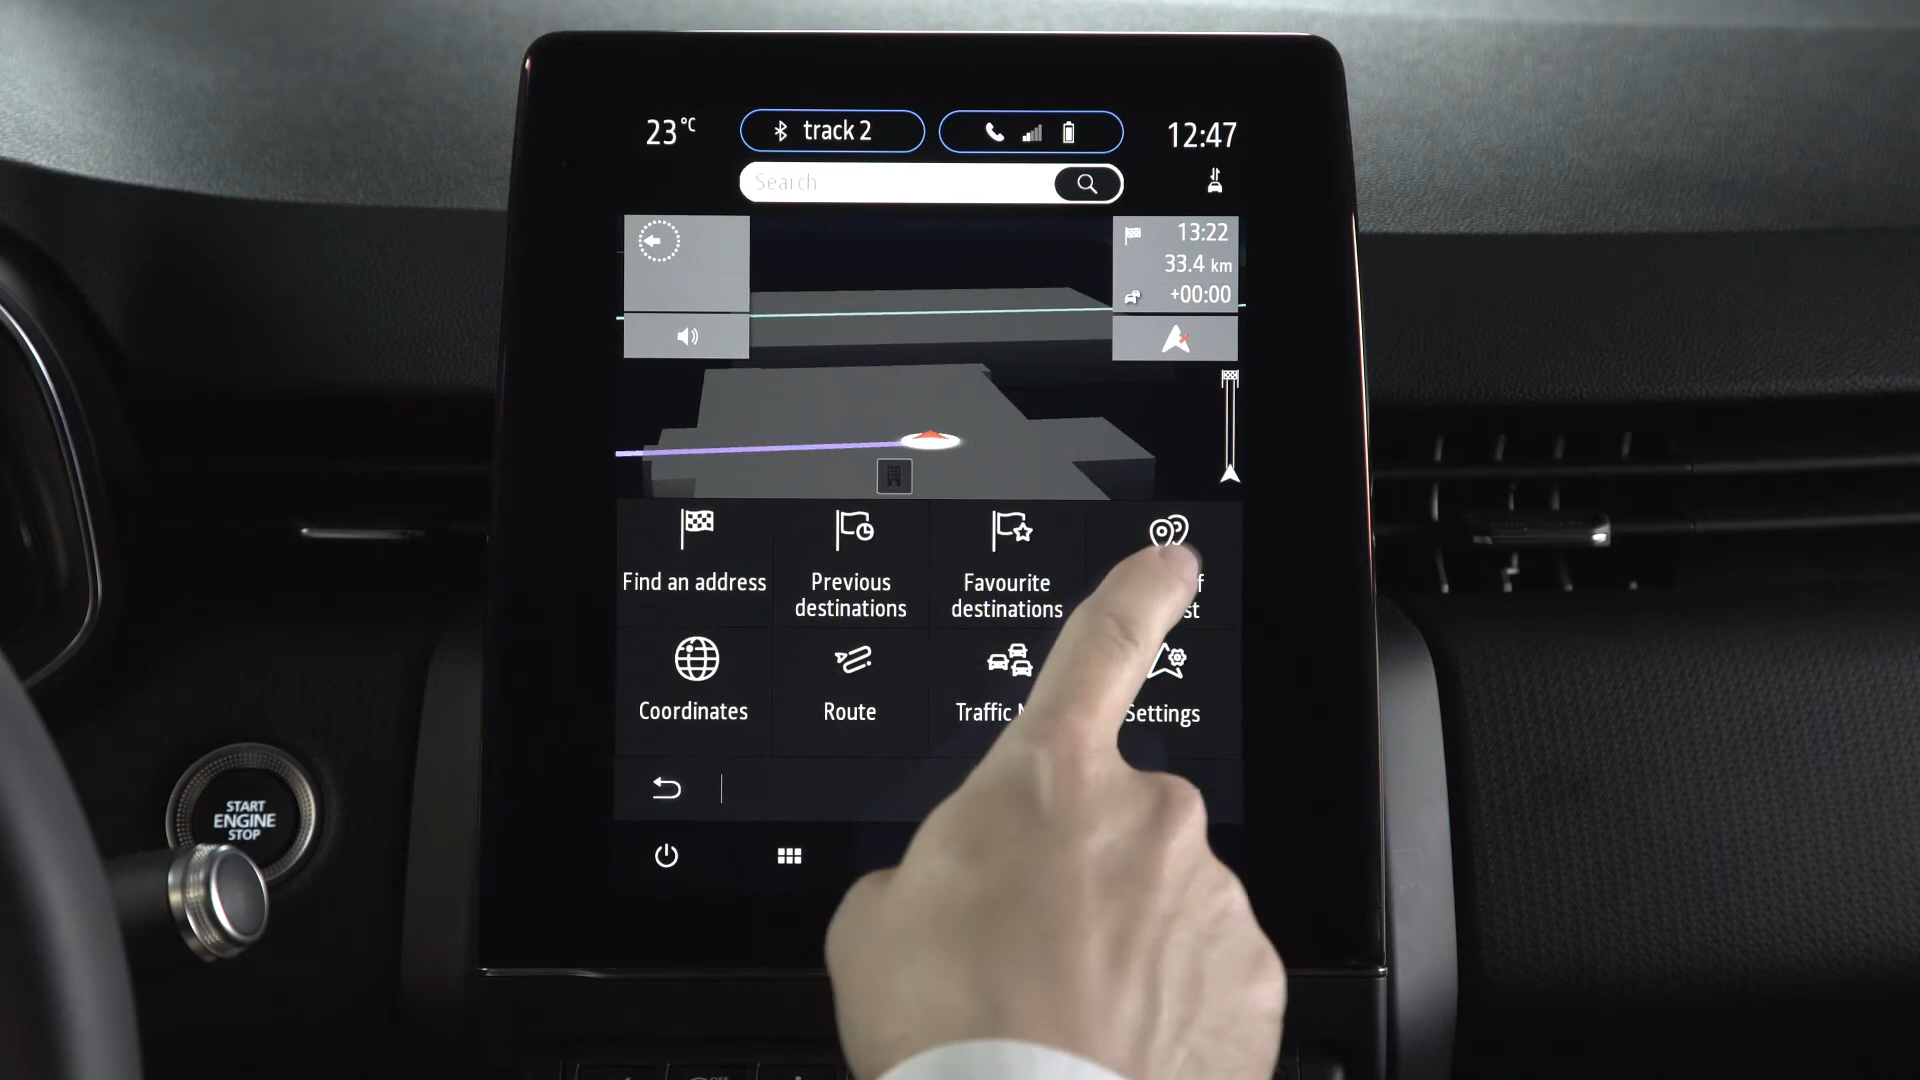 23°C
track 2
12:47
Search
13:22
33.4 km
+00:00
Find an address
Previous
destinations
Favourite
destinations
Coordinates
Route
Traffic
Settings
START
ENGINE
STOP